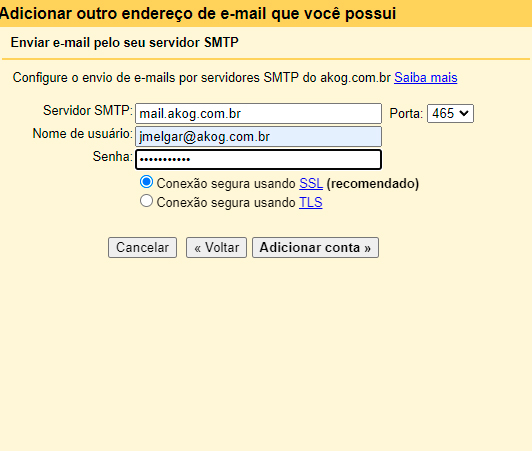 Adicionar outro endereço de e-mail que você possui
Enviar e-mail pelo seu servidor SMTP
Configure o envio de e-mails por servidores SMTP do akog.com.br Saiba mais
Servidor SMTP: mail.akog.com.br Porta: 465
Nome de usuário: jmelgar@akog.com.br
Senha: •••••••••••
Conexão segura usando SSL (recomendado)
Conexão segura usando TLS
Cancelar « Voltar Adicionar conta »